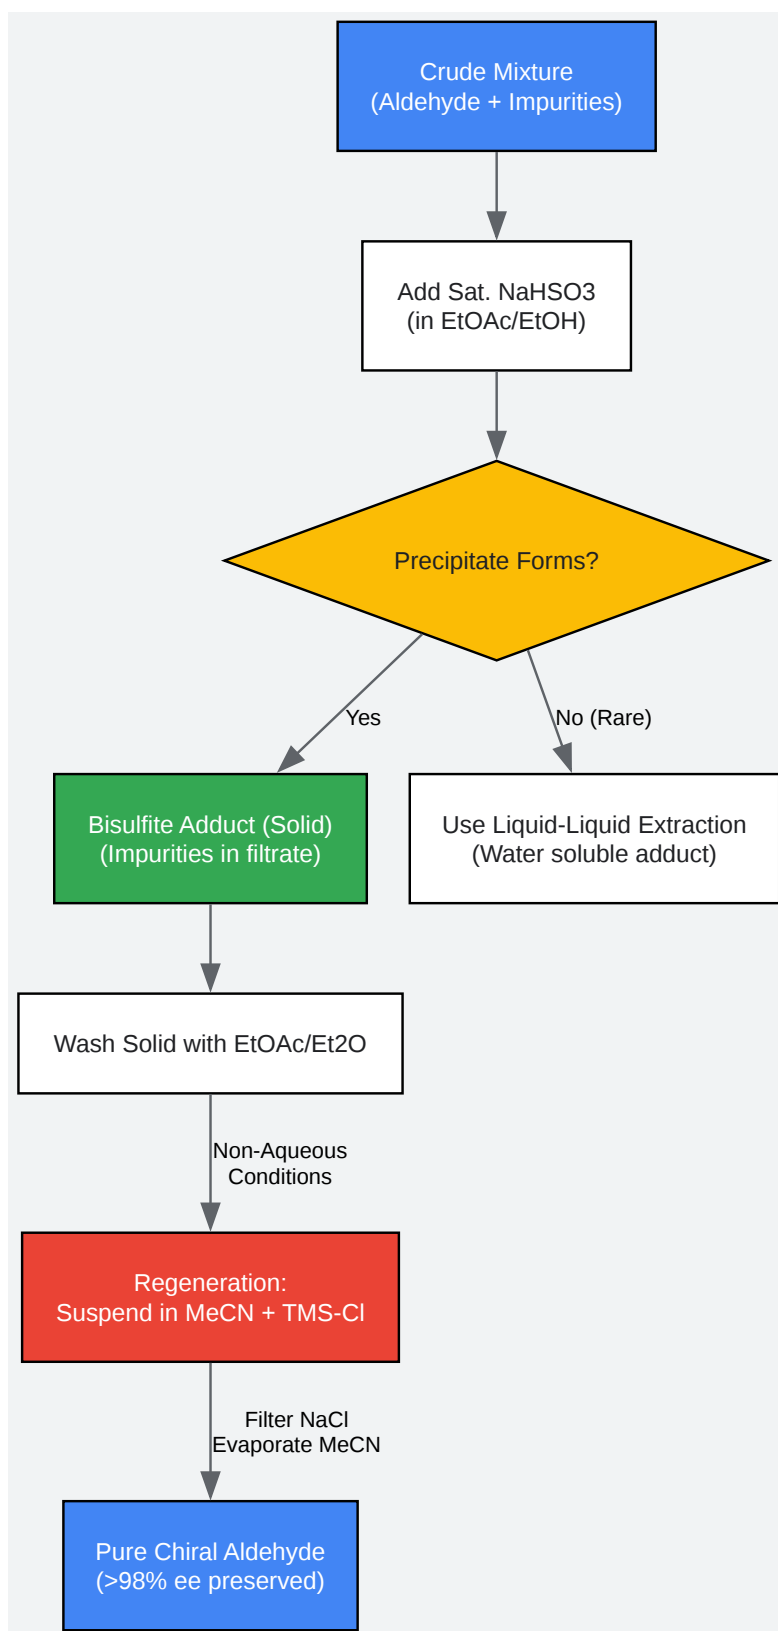 Crude Mixture
(Aldehyde + Impurities)
Add Sat. NaHSO3
(in EtOAc/EtOH)
Precipitate Forms?
Yes
No (Rare)
Bisulfite Adduct (Solid)
(Impurities in filtrate)
Use Liquid-Liquid Extraction
(Water soluble adduct)
Wash Solid with EtOAc/Et2O
Non-Aqueous
Conditions
Regeneration:
Suspend in MeCN + TMS-Cl
Filter NaCl
Evaporate MeCN
Pure Chiral Aldehyde
(>98% ee preserved)